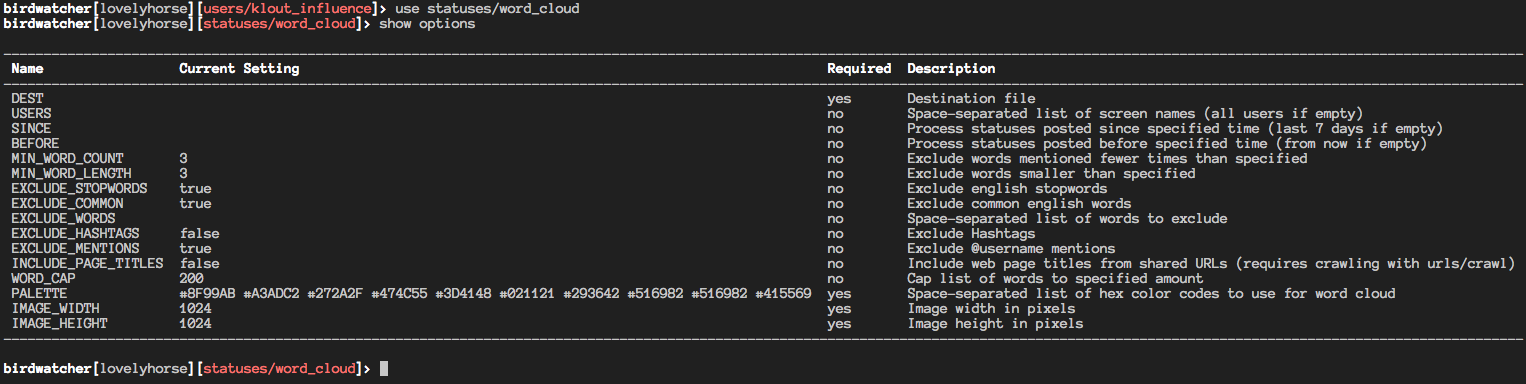 birdwatcher[lovelyhorse][users/klout_influence]> use statuses/word_cloud
birdwatcher[lovelyhorse][statuses/word_cloud]> show options
Name Current Setting Required Description
DEST yes Destination file
USERS no Space-separated list of screen names (all users if empty)
SINCE no Process statuses posted since specified time (last 7 days if empty)
BEFORE no Process statuses posted before specified time (from now if empty)
MIN_WORD_COUNT 3 no Exclude words mentioned fewer times than specified
MIN_WORD_LENGTH 3 no Exclude words smaller than specified
EXCLUDE_STOPWORDS true no Exclude english stopwords
EXCLUDE_COMMON true no Exclude common english words
EXCLUDE_WORDS no Space-separated list of words to exclude
EXCLUDE_HASHTAGS false no Exclude Hashtags
EXCLUDE_MENTIONS true no Exclude @username mentions
INCLUDE_PAGE_TITLES false no Include web page titles from shared URLs (requires crawling with urls/crawl)
WORD_CAP 200 no Cap list of words to specified amount
PALETTE #8F99AB #A3ADC2 #272A2F #474C55 #3D4148 #021121 #293642 #516982 #516982 #415569 yes Space-separated list of hex color codes to use for word cloud
IMAGE_WIDTH 1024 yes Image width in pixels
IMAGE_HEIGHT 1024 yes Image height in pixels
birdwatcher[lovelyhorse][statuses/word_cloud]>